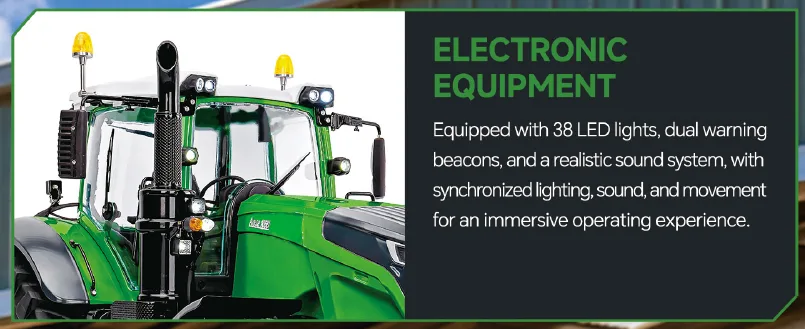 ELECTRONIC
EQUIPMENT
Equipped with 38 LED lights, dual warning
beacons, and a realistic sound system, with
synchronized lighting, sound, and movement
for an immersive operating experience.